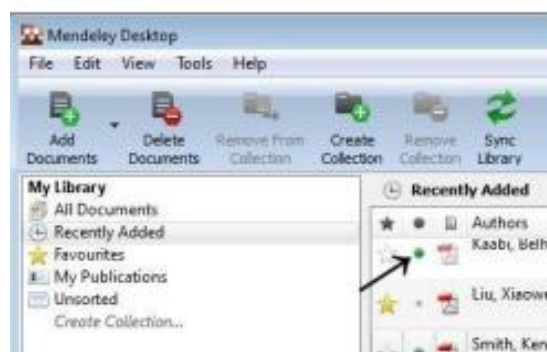 Mendeley Desktop
File Edit View Tools Help
Add Documents
Delete Documents
Remove from Collection
Create Collection
Remove Collection
Sync Library
My Library
All Documents
Recently Added
Favourites
My Publications
Unsorted
Create Collection...
Recently Added
Authors
Kaabi, Belh
Liu, Xiaowe
Smith, Ken